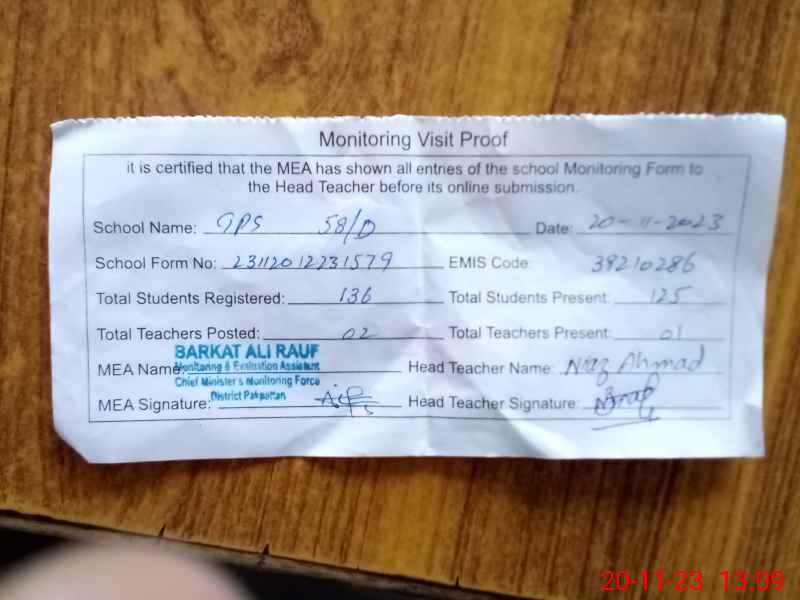 Monitoring Visit Proof
it is certified that the MEA has shown all entries of the school Monitoring Form to
the Head Teacher before its online submission.
School Name: GPS 58/D Date: 20-11-2023
School Form No: 23112012231579 EMIS Code: 39210286
Total Students Registered: 136 Total Students Present: 125
Total Teachers Posted: 02 Total Teachers Present: 01
BARKAT ALI RAUF
MEA Name: Monitoring & Evaluation Assistant Head Teacher Name: Niaz Ahmad
Chief Minister's Monitoring Force
District Pakpattan
MEA Signature: Head Teacher Signature:
20-11-23 13:09